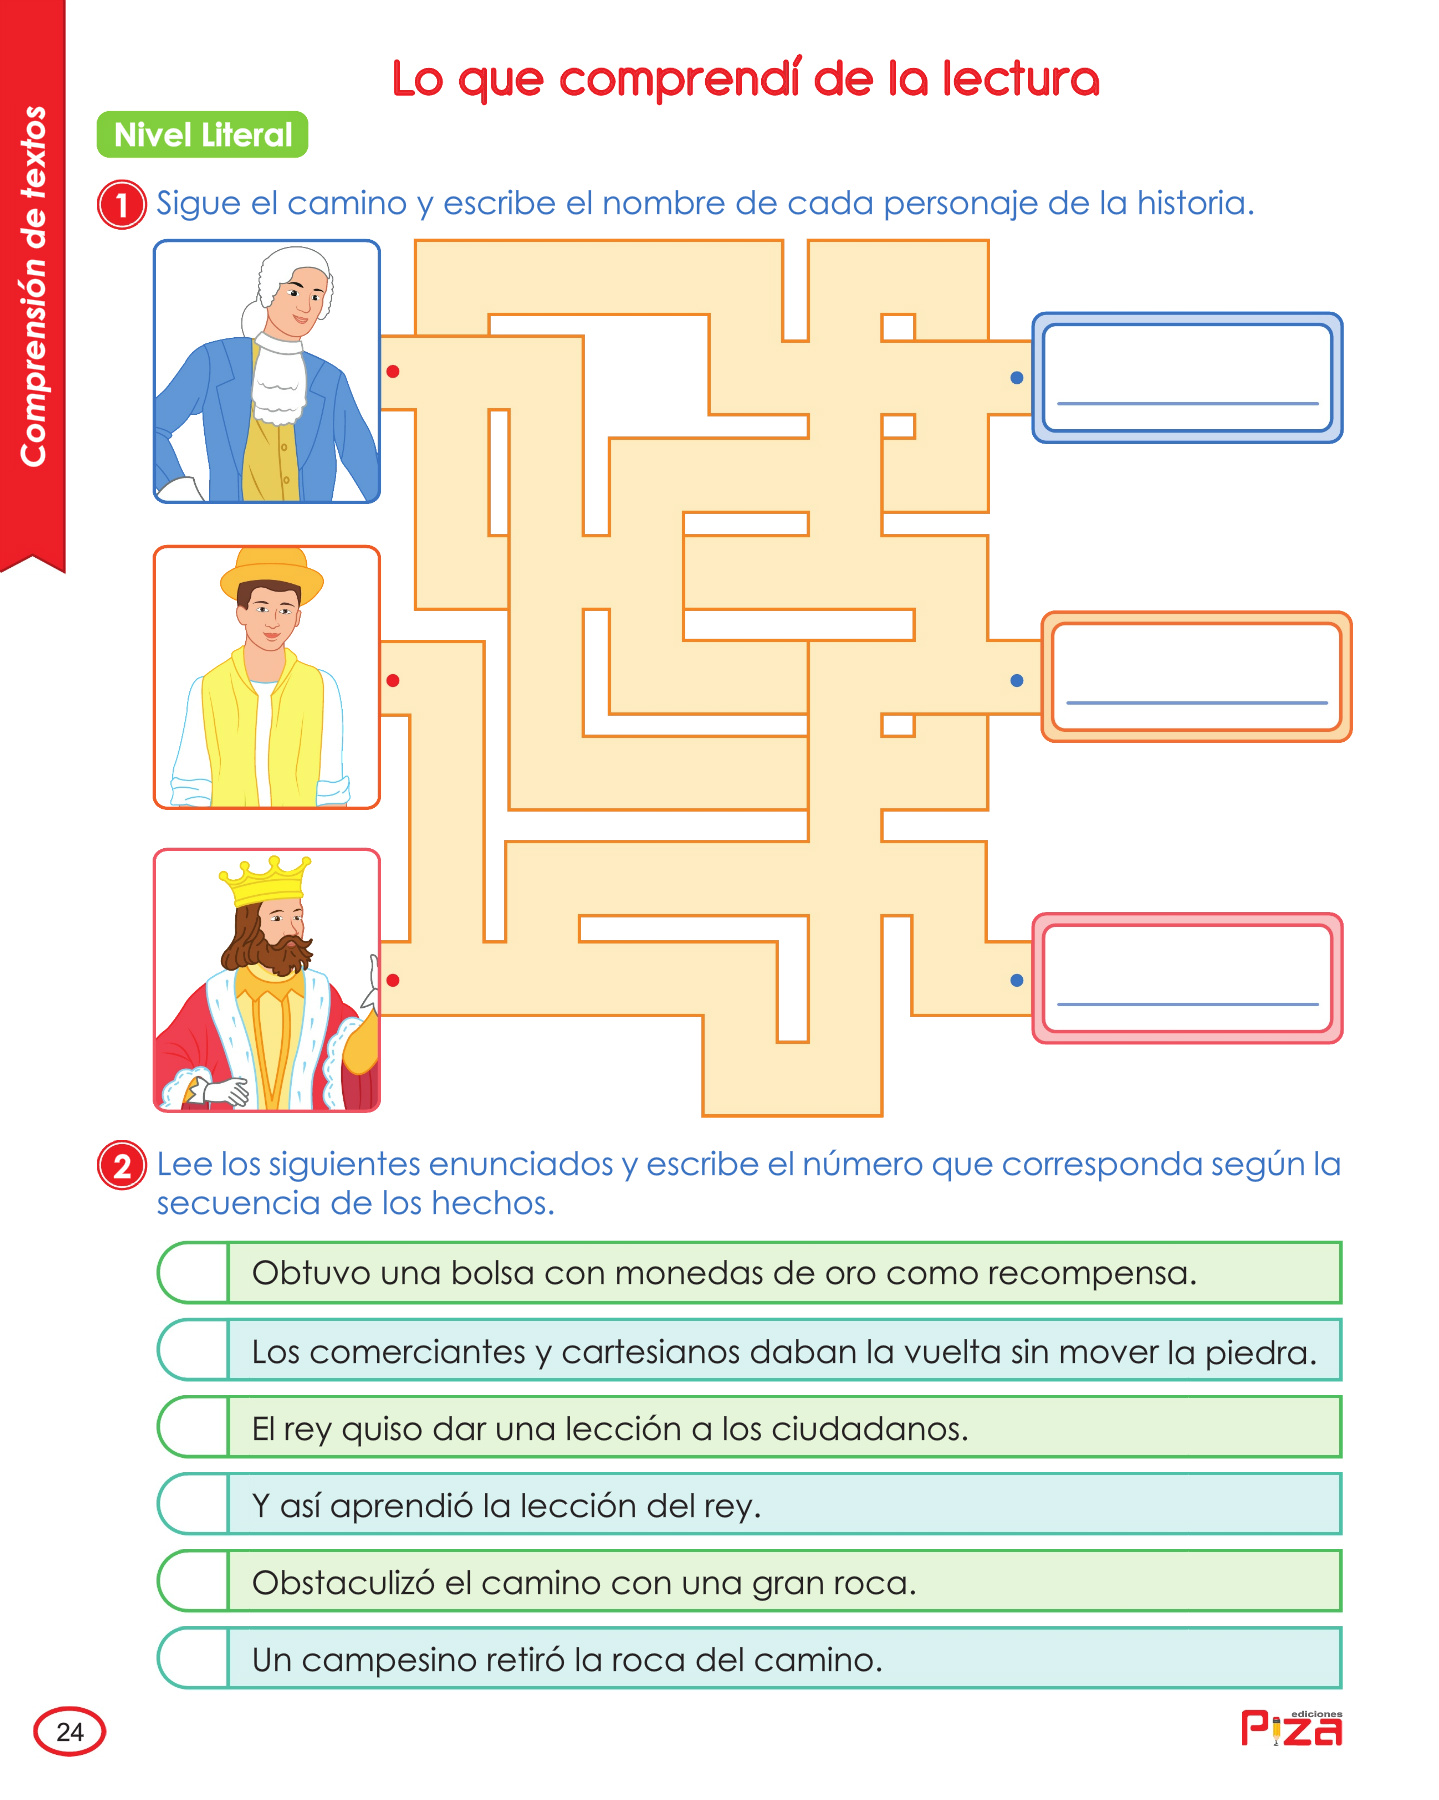 Comprensión de textos
Lo que comprendí de la lectura
Nivel Literal
1 Sigue el camino y escribe el nombre de cada personaje de la historia.
2 Lee los siguientes enunciados y escribe el número que corresponda según la
secuencia de los hechos.
Obtuvo una bolsa con monedas de oro como recompensa.
Los comerciantes y cartesianos daban la vuelta sin mover la piedra.
El rey quiso dar una lección a los ciudadanos.
Y así aprendió la lección del rey.
Obstaculizó el camino con una gran roca.
Un campesino retiró la roca del camino.
24
ediciones
Piza